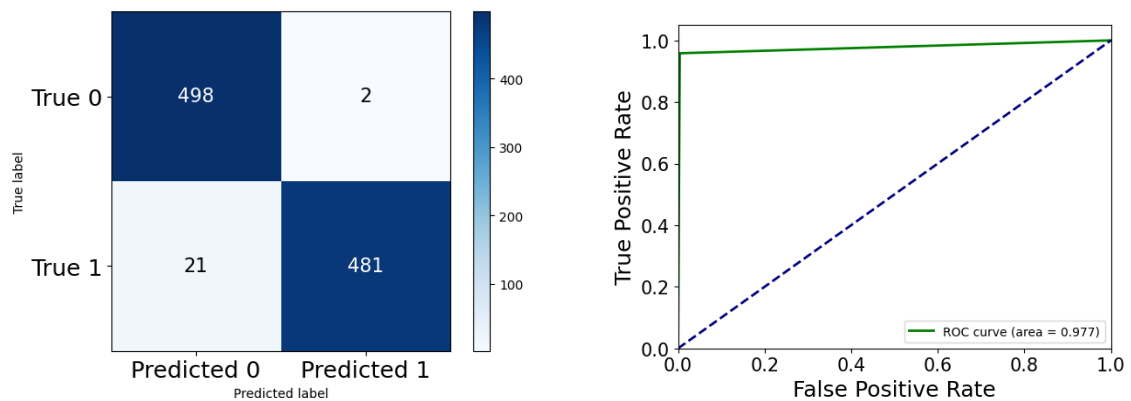 True 0
True 1
True label
498
2
21
481
Predicted 0
Predicted 1
Predicted label
400
300
200
100
1.0
0.8
0.6
0.4
0.2
0.0
True Positive Rate
ROC curve (area = 0.977)
0.0
0.2
0.4
0.6
0.8
1.0
False Positive Rate